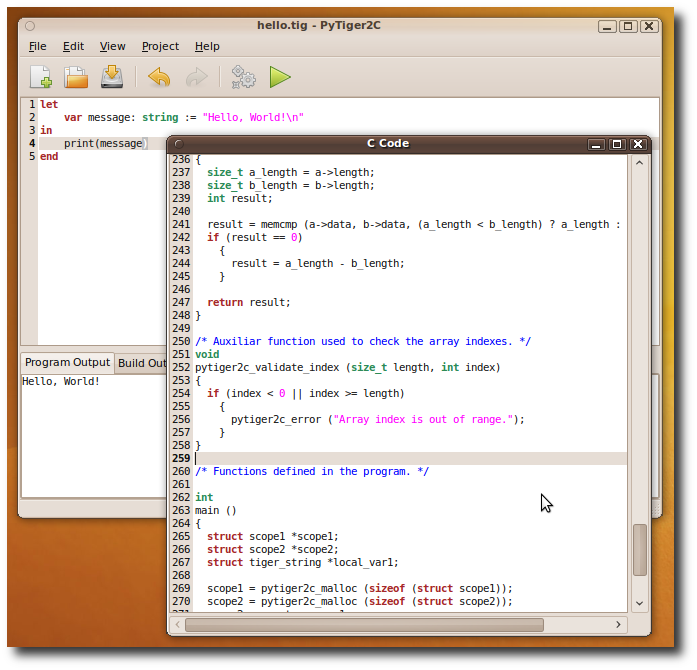 hello.tig - PyTiger2C
File Edit View Project Help
1 let
2 var message: string := "Hello, World!\n"
3 in
4 print(message)
5 end
Program Output Build Out
Hello, World!
C Code
236 {
237 size_t a_length = a->length;
238 size_t b_length = b->length;
239 int result;
240
241 result = memcmp (a->data, b->data, (a_length < b_length) ? a_length :
242 if (result == 0)
243 {
244 result = a_length - b_length;
245 }
246
247 return result;
248 }
249
250 /* Auxiliar function used to check the array indexes. */
251 void
252 pytiger2c_validate_index (size_t length, int index)
253 {
254 if (index < 0 || index >= length)
255 {
256 pytiger2c_error ("Array index is out of range.");
257 }
258 }
259
260 /* Functions defined in the program. */
261
262 int
263 main ()
264 {
265 struct scope1 *scope1;
266 struct scope2 *scope2;
267 struct tiger_string *local_var1;
268
269 scope1 = pytiger2c_malloc (sizeof (struct scope1));
270 scope2 = pytiger2c_malloc (sizeof (struct scope2));